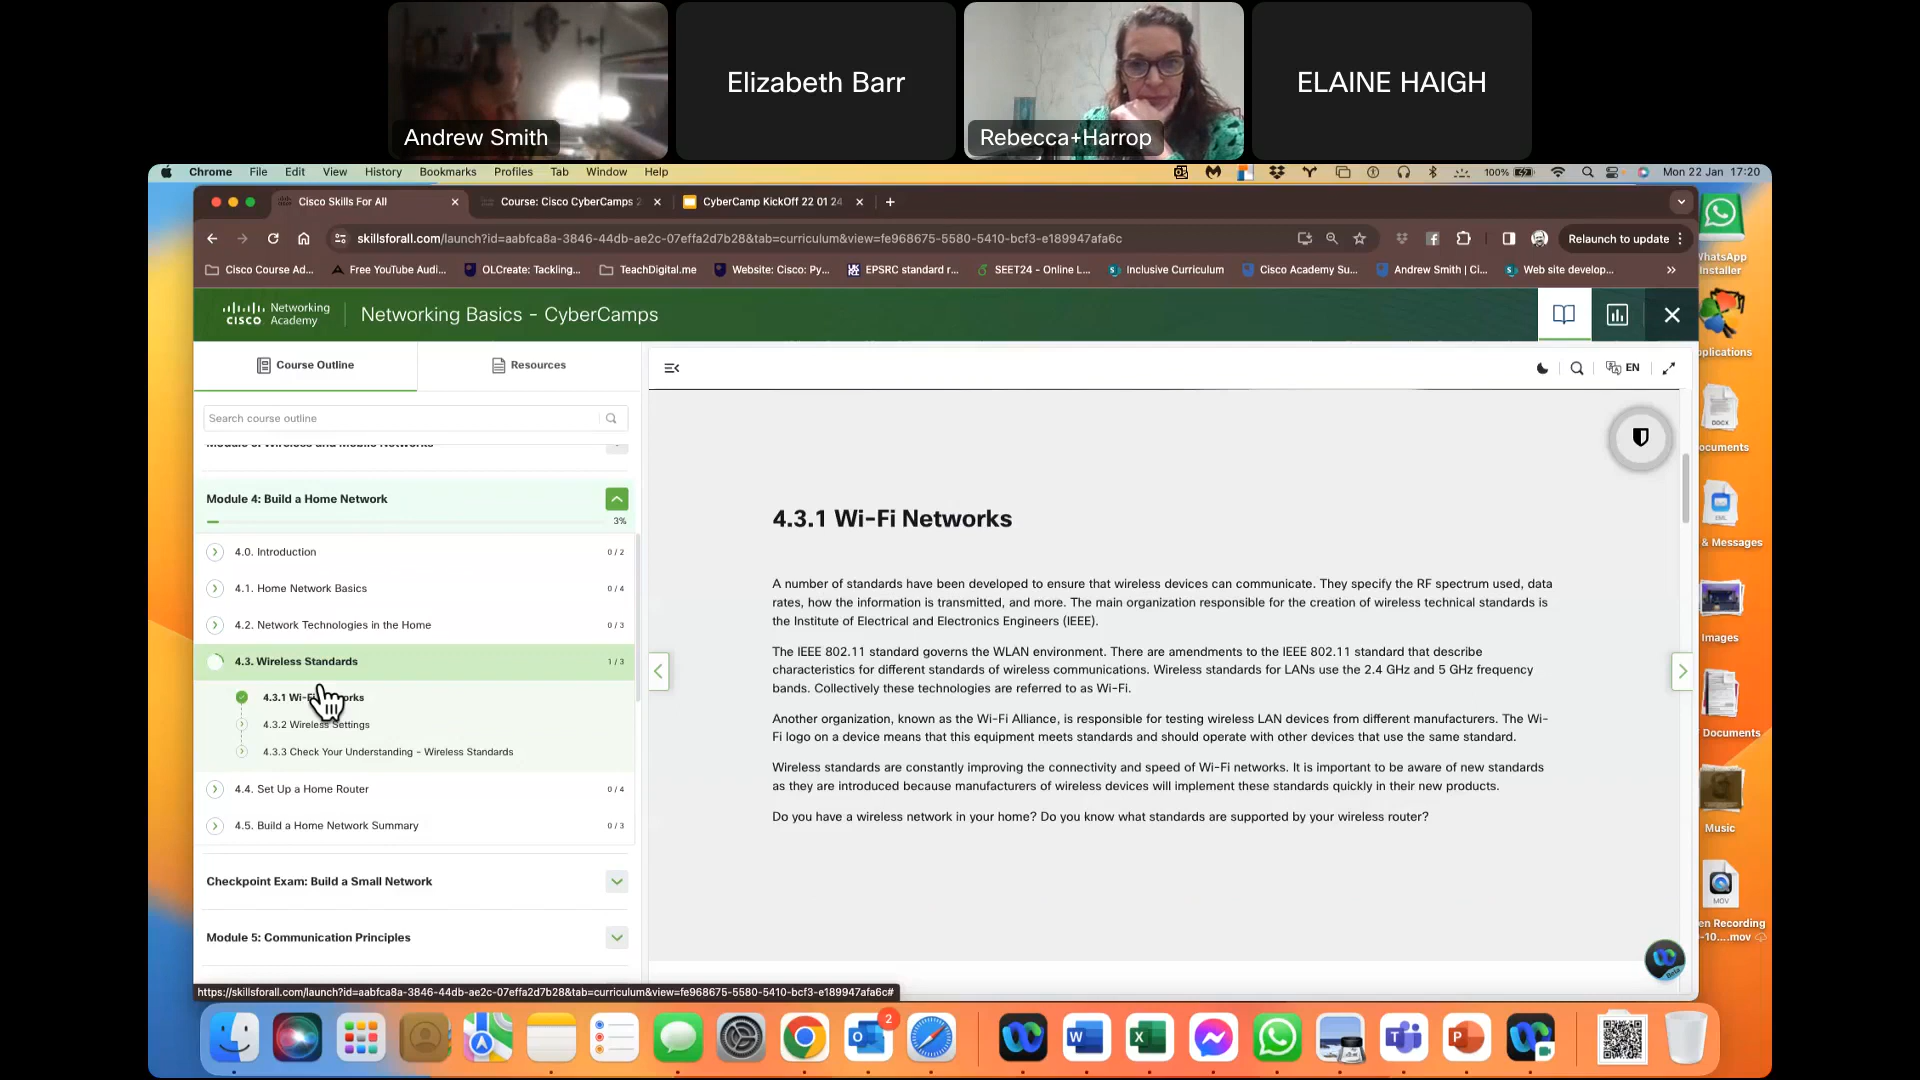 Andrew Smith
Elizabeth Barr
Rebecca+Harrop
ELAINE HAIGH
Chrome File Edit View History Bookmarks Profiles Tab Window Help
100% Mon 22 Jan 17:20
Cisco Skills For All
Course: Cisco CyberCamps 2
CyberCamp KickOff 22 01 24
skillsforall.com/launch?id=aabfca8a-3846-44db-ae2c-07effa2d7b28&tab=curriculum&view=fe968675-5580-5410-bcf3-e189947afa6c
Relaunch to update
Cisco Course Ad...
Free YouTube Audi...
OLCreate: Tackling...
TeachDigital.me
Website: Cisco: Py...
EPSRC standard r...
SEET24 - Online L...
Inclusive Curriculum
Cisco Academy Su...
Andrew Smith | Ci...
Web site develop...
WhatsApp
Installer
cisco Networking
Academy
Networking Basics - CyberCamps
Course Outline
Resources
EN
Search course outline
Module 4: Build a Home Network
3%
4.0. Introduction 0 / 2
4.1. Home Network Basics 0 / 4
4.2. Network Technologies in the Home 0 / 3
4.3. Wireless Standards 1 / 3
4.3.2 Wireless Settings
4.3.3 Check Your Understanding - Wireless Standards
4.4. Set Up a Home Router 0 / 4
4.5. Build a Home Network Summary 0 / 3
Checkpoint Exam: Build a Small Network
Module 5: Communication Principles
4.3.1 Wi-Fi Networks
A number of standards have been developed to ensure that wireless devices can communicate. They specify the RF spectrum used, data
rates, how the information is transmitted, and more. The main organization responsible for the creation of wireless technical standards is
the Institute of Electrical and Electronics Engineers (IEEE).
The IEEE 802.11 standard governs the WLAN environment. There are amendments to the IEEE 802.11 standard that describe
characteristics for different standards of wireless communications. Wireless standards for LANs use the 2.4 GHz and 5 GHz frequency
bands. Collectively these technologies are referred to as Wi-Fi.
Another organization, known as the Wi-Fi Alliance, is responsible for testing wireless LAN devices from different manufacturers. The Wi-
Fi logo on a device means that this equipment meets standards and should operate with other devices that use the same standard.
Wireless standards are constantly improving the connectivity and speed of Wi-Fi networks. It is important to be aware of new standards
as they are introduced because manufacturers of wireless devices will implement these standards quickly in their new products.
Do you have a wireless network in your home? Do you know what standards are supported by your wireless router?
plications
DOCX
ocuments
EML
& Messages
Images
Documents
Music
MOV
en Recording
-10....mov
Beta
https://skillsforall.com/launch?id=aabfca8a-3846-44db-ae2c-07effa2d7b28&tab=curriculum&view=fe968675-5580-5410-bcf3-e189947afa6c#
2